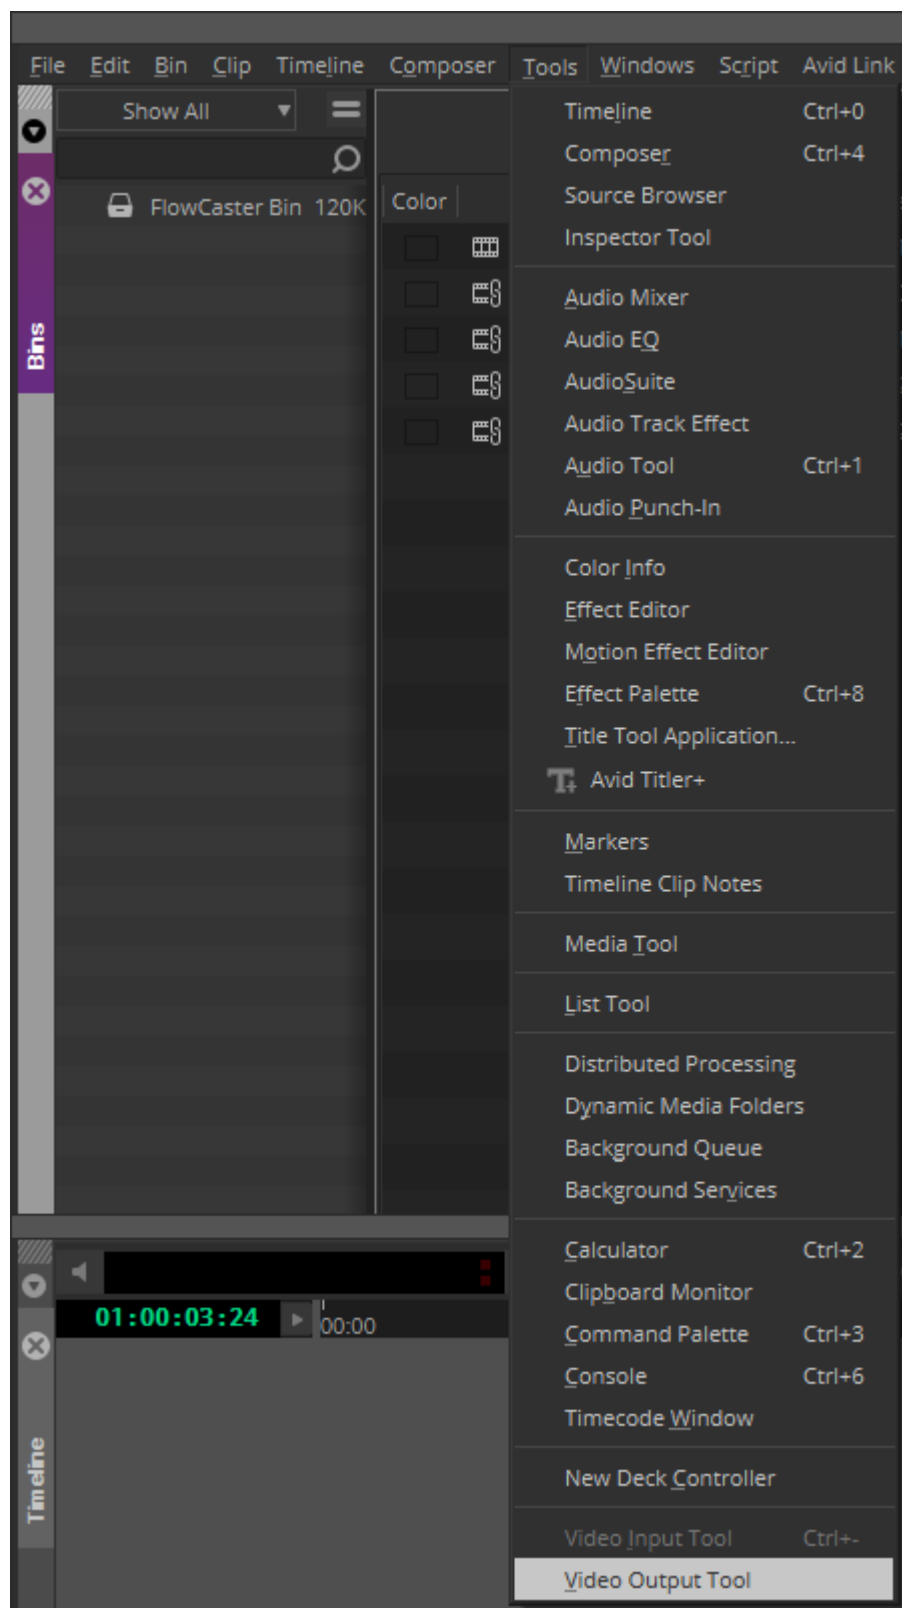 File Edit Bin Clip Timeline Composer Tools Windows Script Avid Link
Show All
FlowCaster Bin 120K
Color
Bins
Timeline Ctrl+0
Composer Ctrl+4
Source Browser
Inspector Tool
Audio Mixer
Audio EQ
AudioSuite
Audio Track Effect
Audio Tool Ctrl+1
Audio Punch-In
Color Info
Effect Editor
Motion Effect Editor
Effect Palette Ctrl+8
Title Tool Application...
Avid Titler+
Markers
Timeline Clip Notes
Media Tool
List Tool
Distributed Processing
Dynamic Media Folders
Background Queue
Background Services
Calculator Ctrl+2
Clipboard Monitor
Command Palette Ctrl+3
Console Ctrl+6
Timecode Window
New Deck Controller
Video Input Tool Ctrl+-
Video Output Tool
01:00:03:24
00:00
Timeline